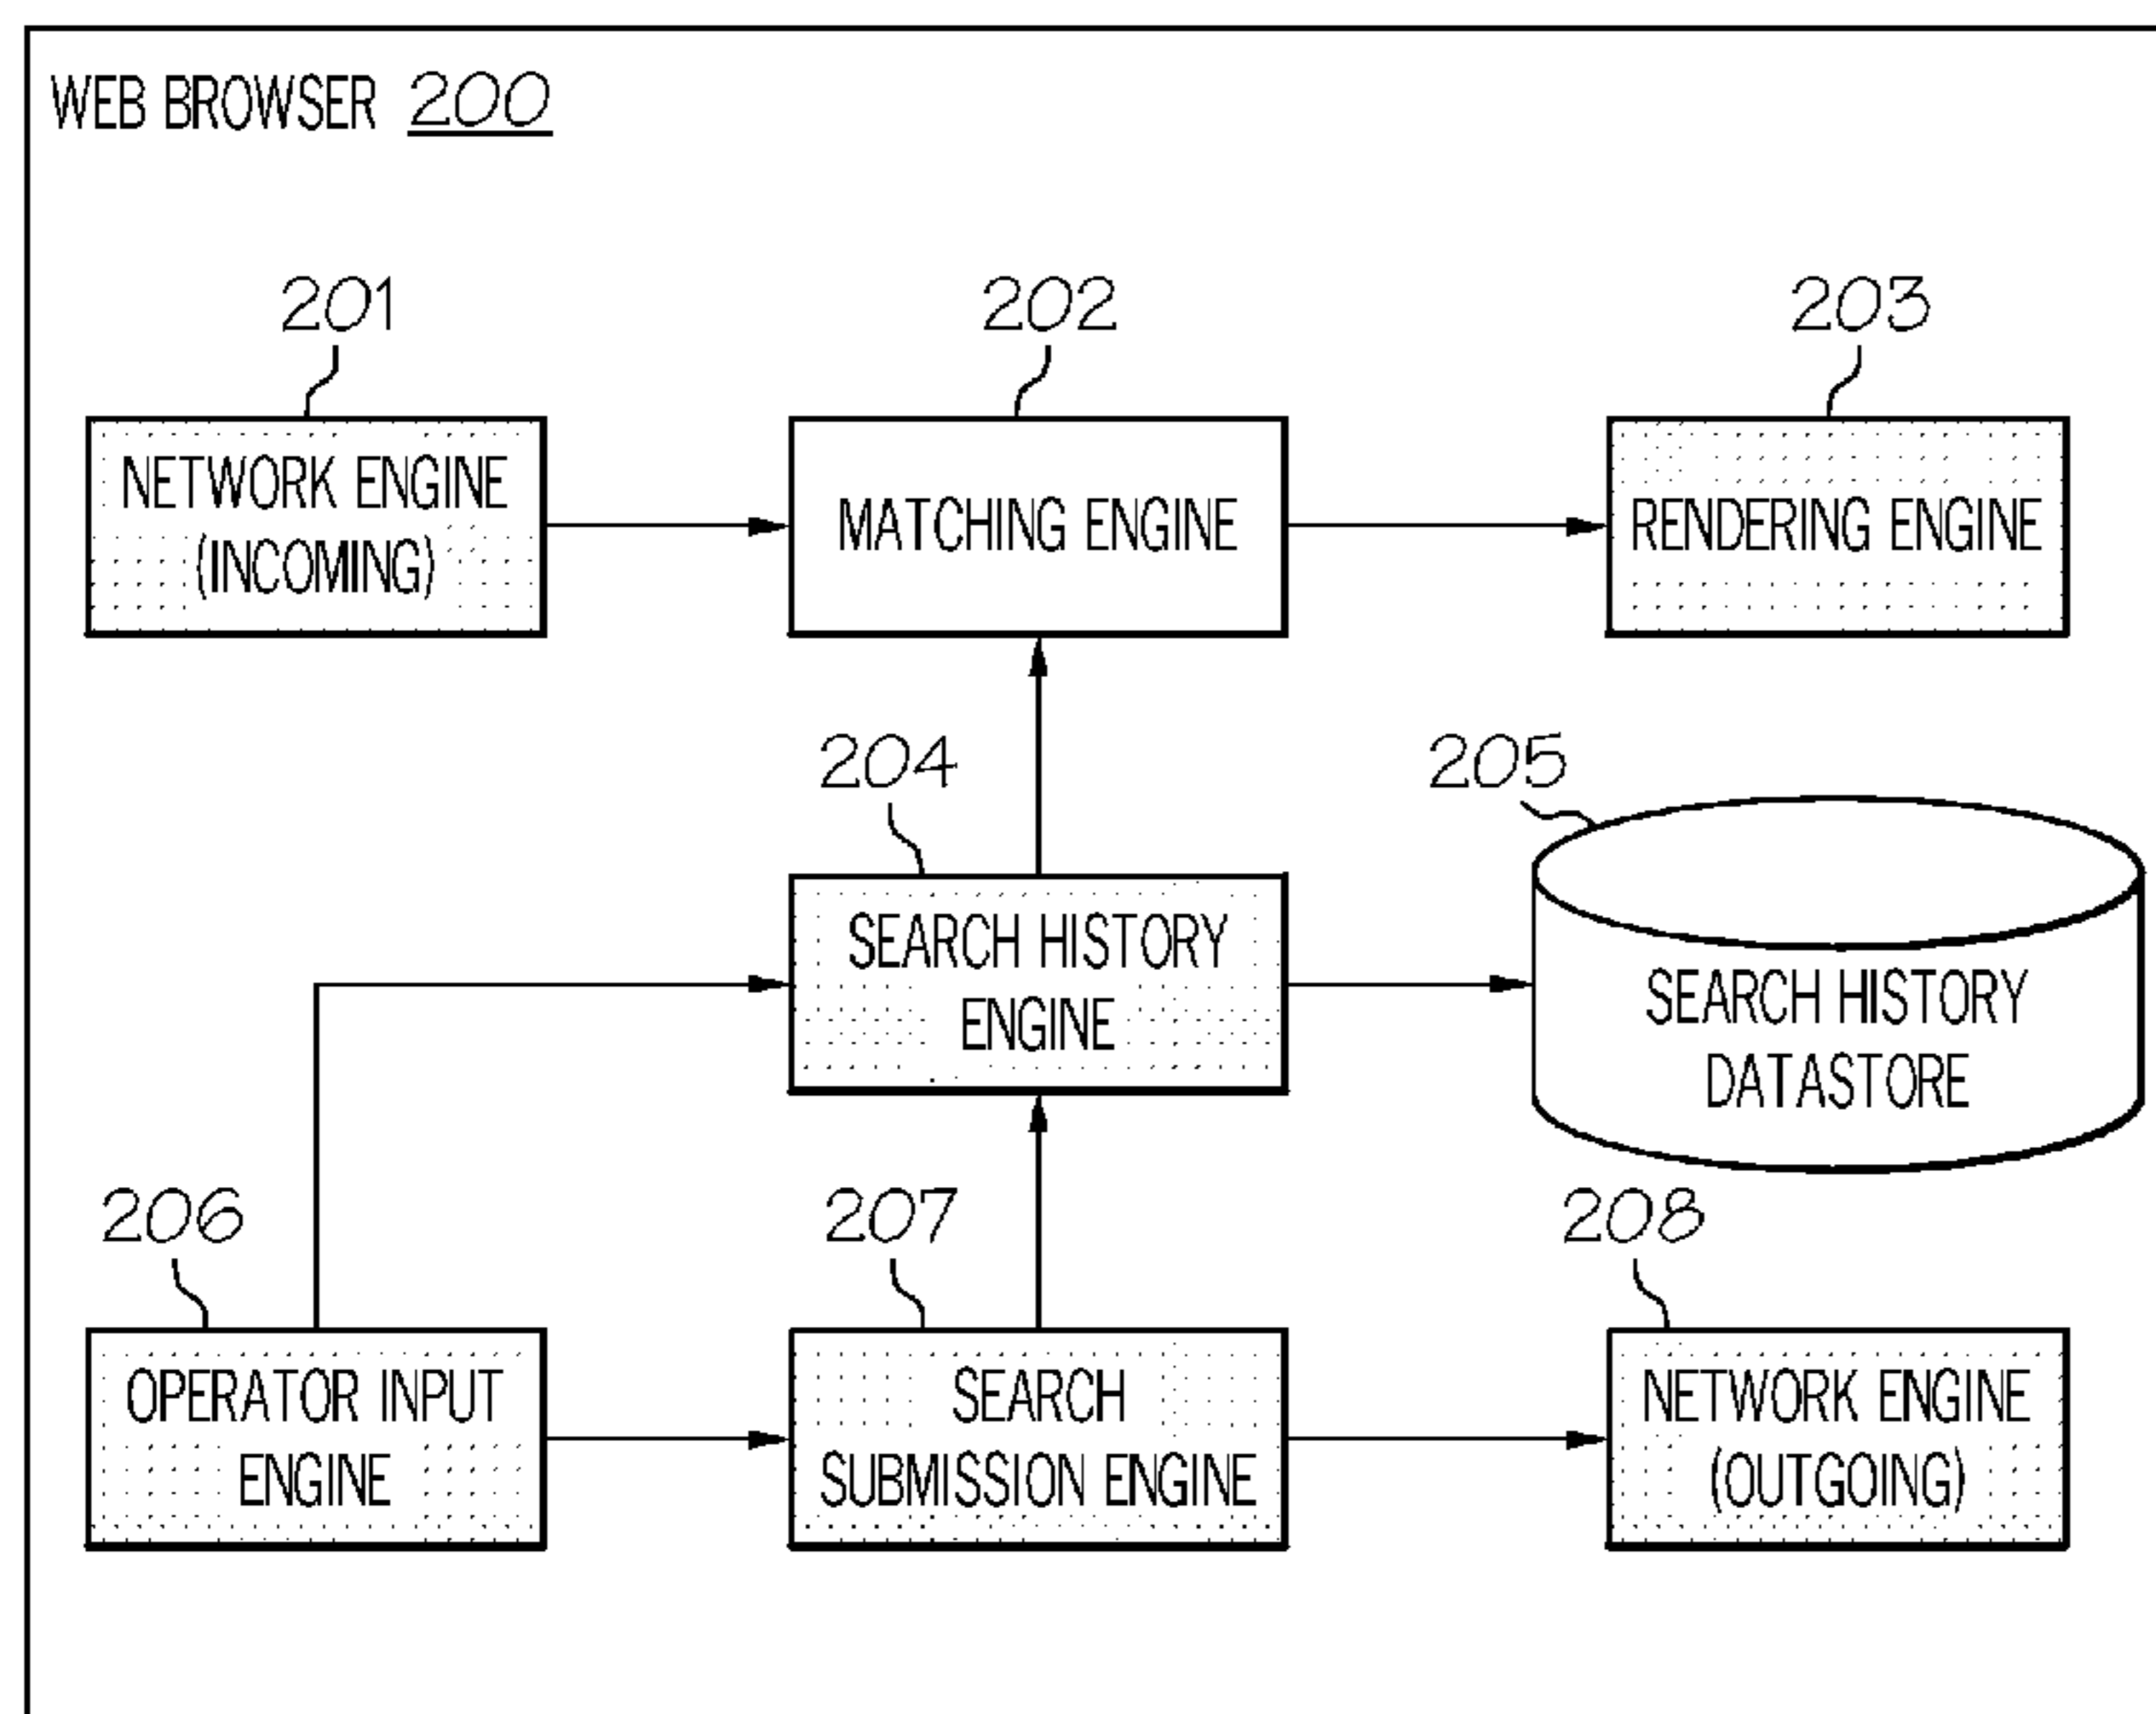 WEB BROWSER 200
201
202
203
NETWORK ENGINE
(INCOMING)
MATCHING ENGINE
RENDERING ENGINE
204
205
SEARCH HISTORY
ENGINE
SEARCH HISTORY
DATASTORE
206
207
208
OPERATOR INPUT
ENGINE
SEARCH
SUBMISSION ENGINE
NETWORK ENGINE
(OUTGOING)